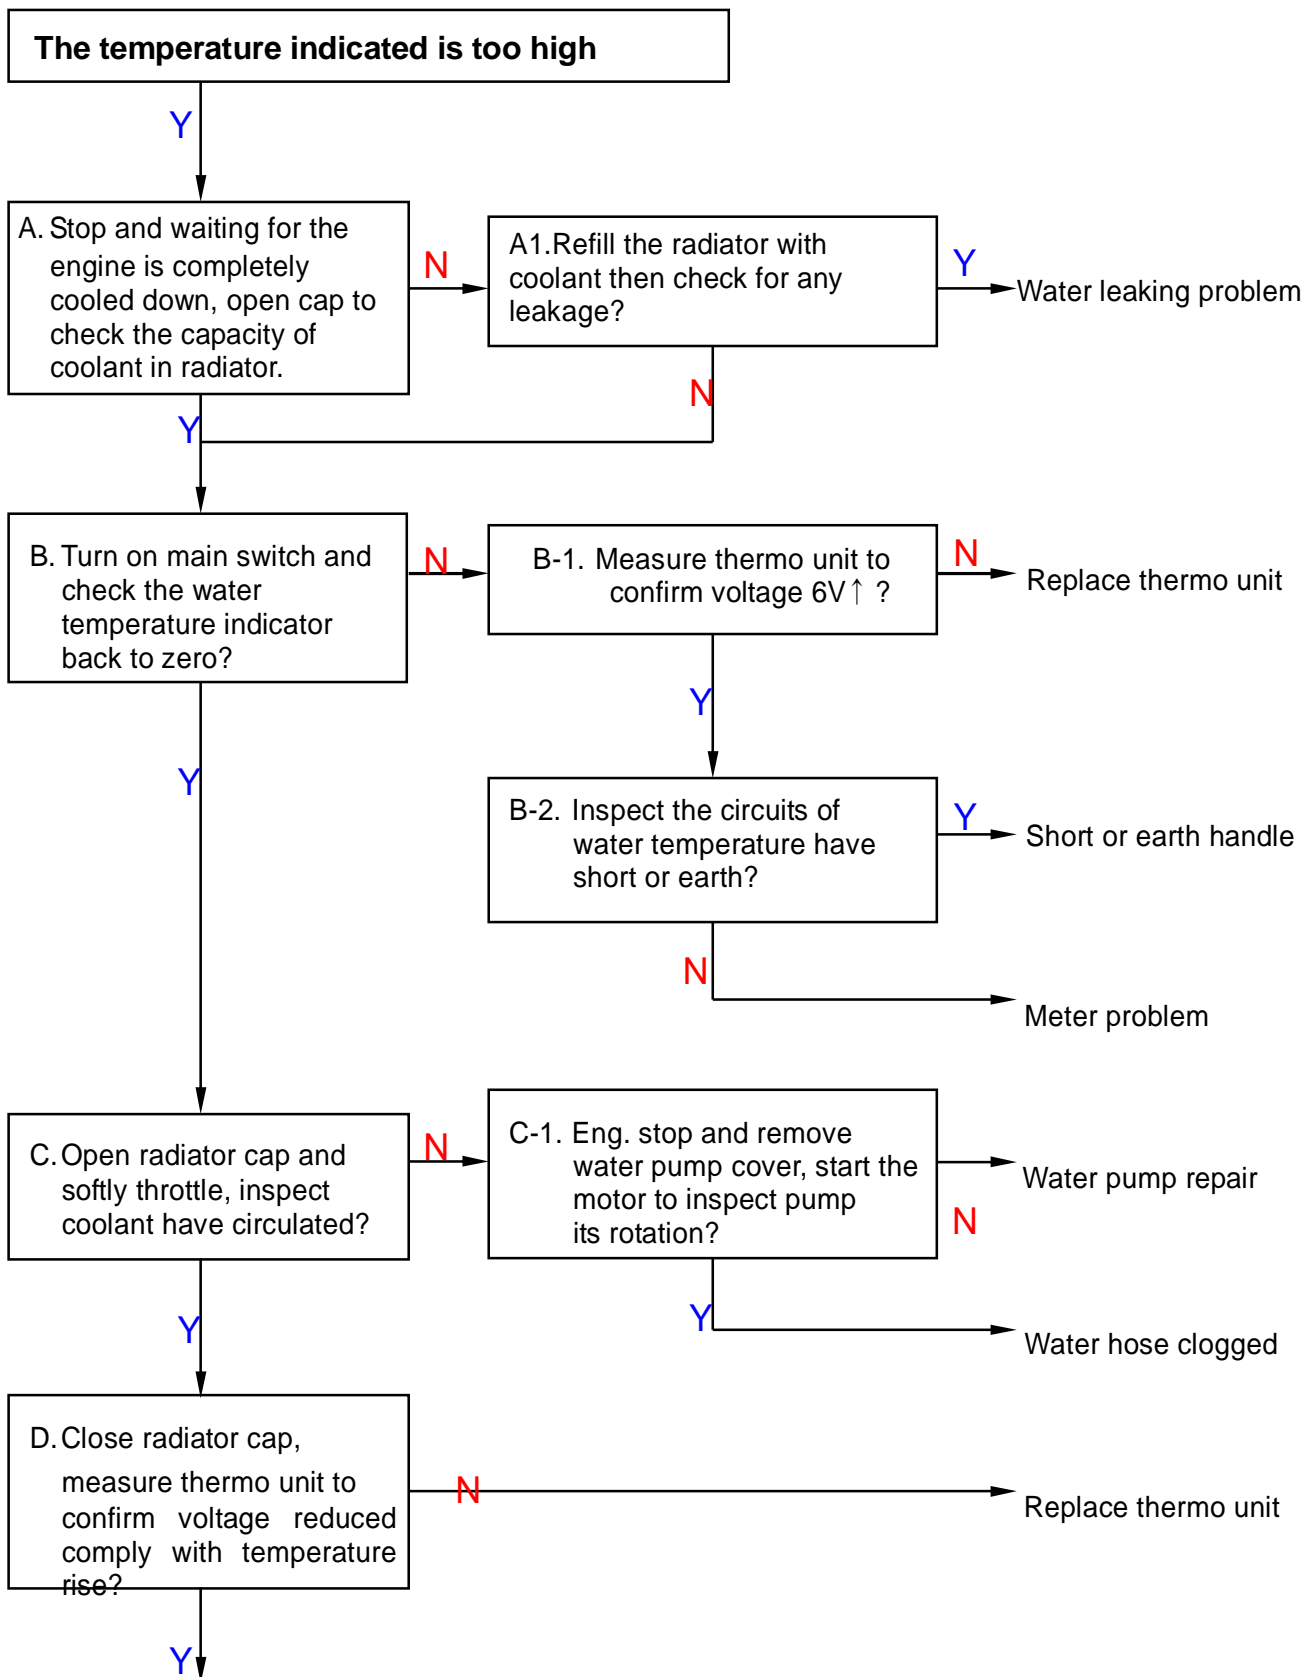 The temperature indicated is too high
Y
A. Stop and waiting for the
engine is completely
cooled down, open cap to
check the capacity of
coolant in radiator.
N
A1.Refill the radiator with
coolant then check for any
leakage?
Y
Water leaking problem
N
Y
B. Turn on main switch and
check the water
temperature indicator
back to zero?
N
B-1. Measure thermo unit to
confirm voltage 6V↑ ?
N
Replace thermo unit
Y
Y
B-2. Inspect the circuits of
water temperature have
short or earth?
Y
Short or earth handle
N
Meter problem
C. Open radiator cap and
softly throttle, inspect
coolant have circulated?
N
C-1. Eng. stop and remove
water pump cover, start the
motor to inspect pump
its rotation?
Water pump repair
N
Y
Water hose clogged
Y
D. Close radiator cap,
measure thermo unit to
confirm voltage reduced
comply with temperature
rise?
N
Replace thermo unit
Y